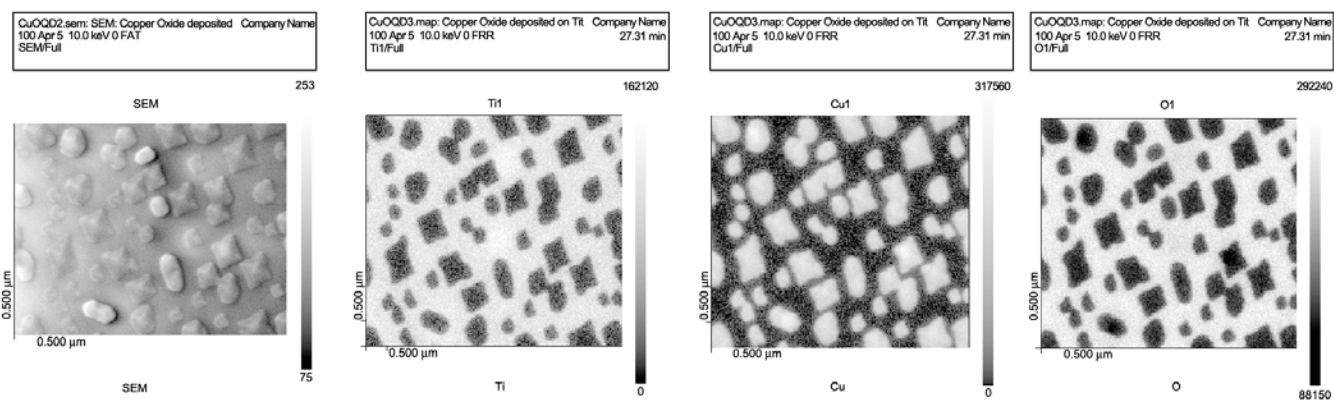 CuOQD2.sem: SEM: Copper Oxide deposited Company Name
100 Apr 5 10.0 keV 0 FAT
SEM/Full
253
SEM
0.500 µm
0.500 µm
75
SEM
CuOQD3.map: Copper Oxide deposited on Tit Company Name
100 Apr 5 10.0 keV 0 FRR 27.31 min
Ti1/Full
162120
Ti1
0.500 µm
0.500 µm
0
Ti
CuOQD3.map: Copper Oxide deposited on Tit Company Name
100 Apr 5 10.0 keV 0 FRR 27.31 min
Cu1/Full
317560
Cu1
0.500 µm
0.500 µm
0
Cu
CuOQD3.map: Copper Oxide deposited on Tit Company Name
100 Apr 5 10.0 keV 0 FRR 27.31 min
O1/Full
292240
O1
0.500 µm
0.500 µm
88150
O